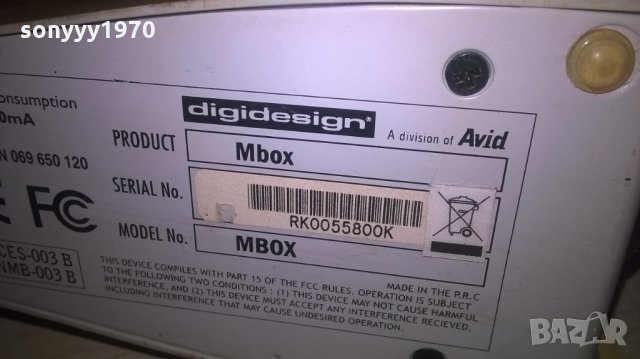 sonyyy1970
onsumption
0mA
N 069 650 120
FC
CES-003 B
NMB-003 B
digidesign®
A division of Avid
PRODUCT Mbox
SERIAL No. RK0055800K
MODEL No. MBOX
MADE IN THE P.R.C
THIS DEVICE COMPLIES WITH PART 15 OF THE FCC RULES. OPERATION IS SUBJECT
TO THE FOLLOWING TWO CONDITIONS : (1) THIS DEVICE MAY NOT CAUSE HARMFUL
INTERFERENCE, AND (2) THIS DEVICE MUST ACCEPT ANY INTERFERENCE RECIEVED,
INCLUDING INTERFERENCE THAT MAY CAUSE UNDESIRED OPERATION.
BAZAR.bg